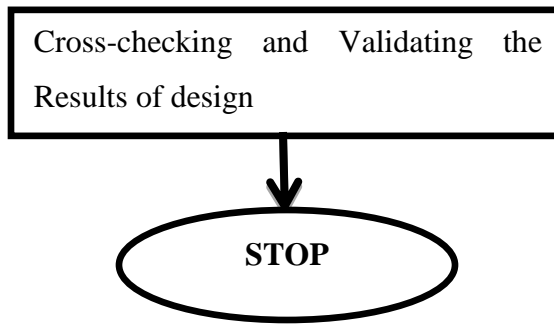 Cross-checking and Validating the
Results of design
STOP